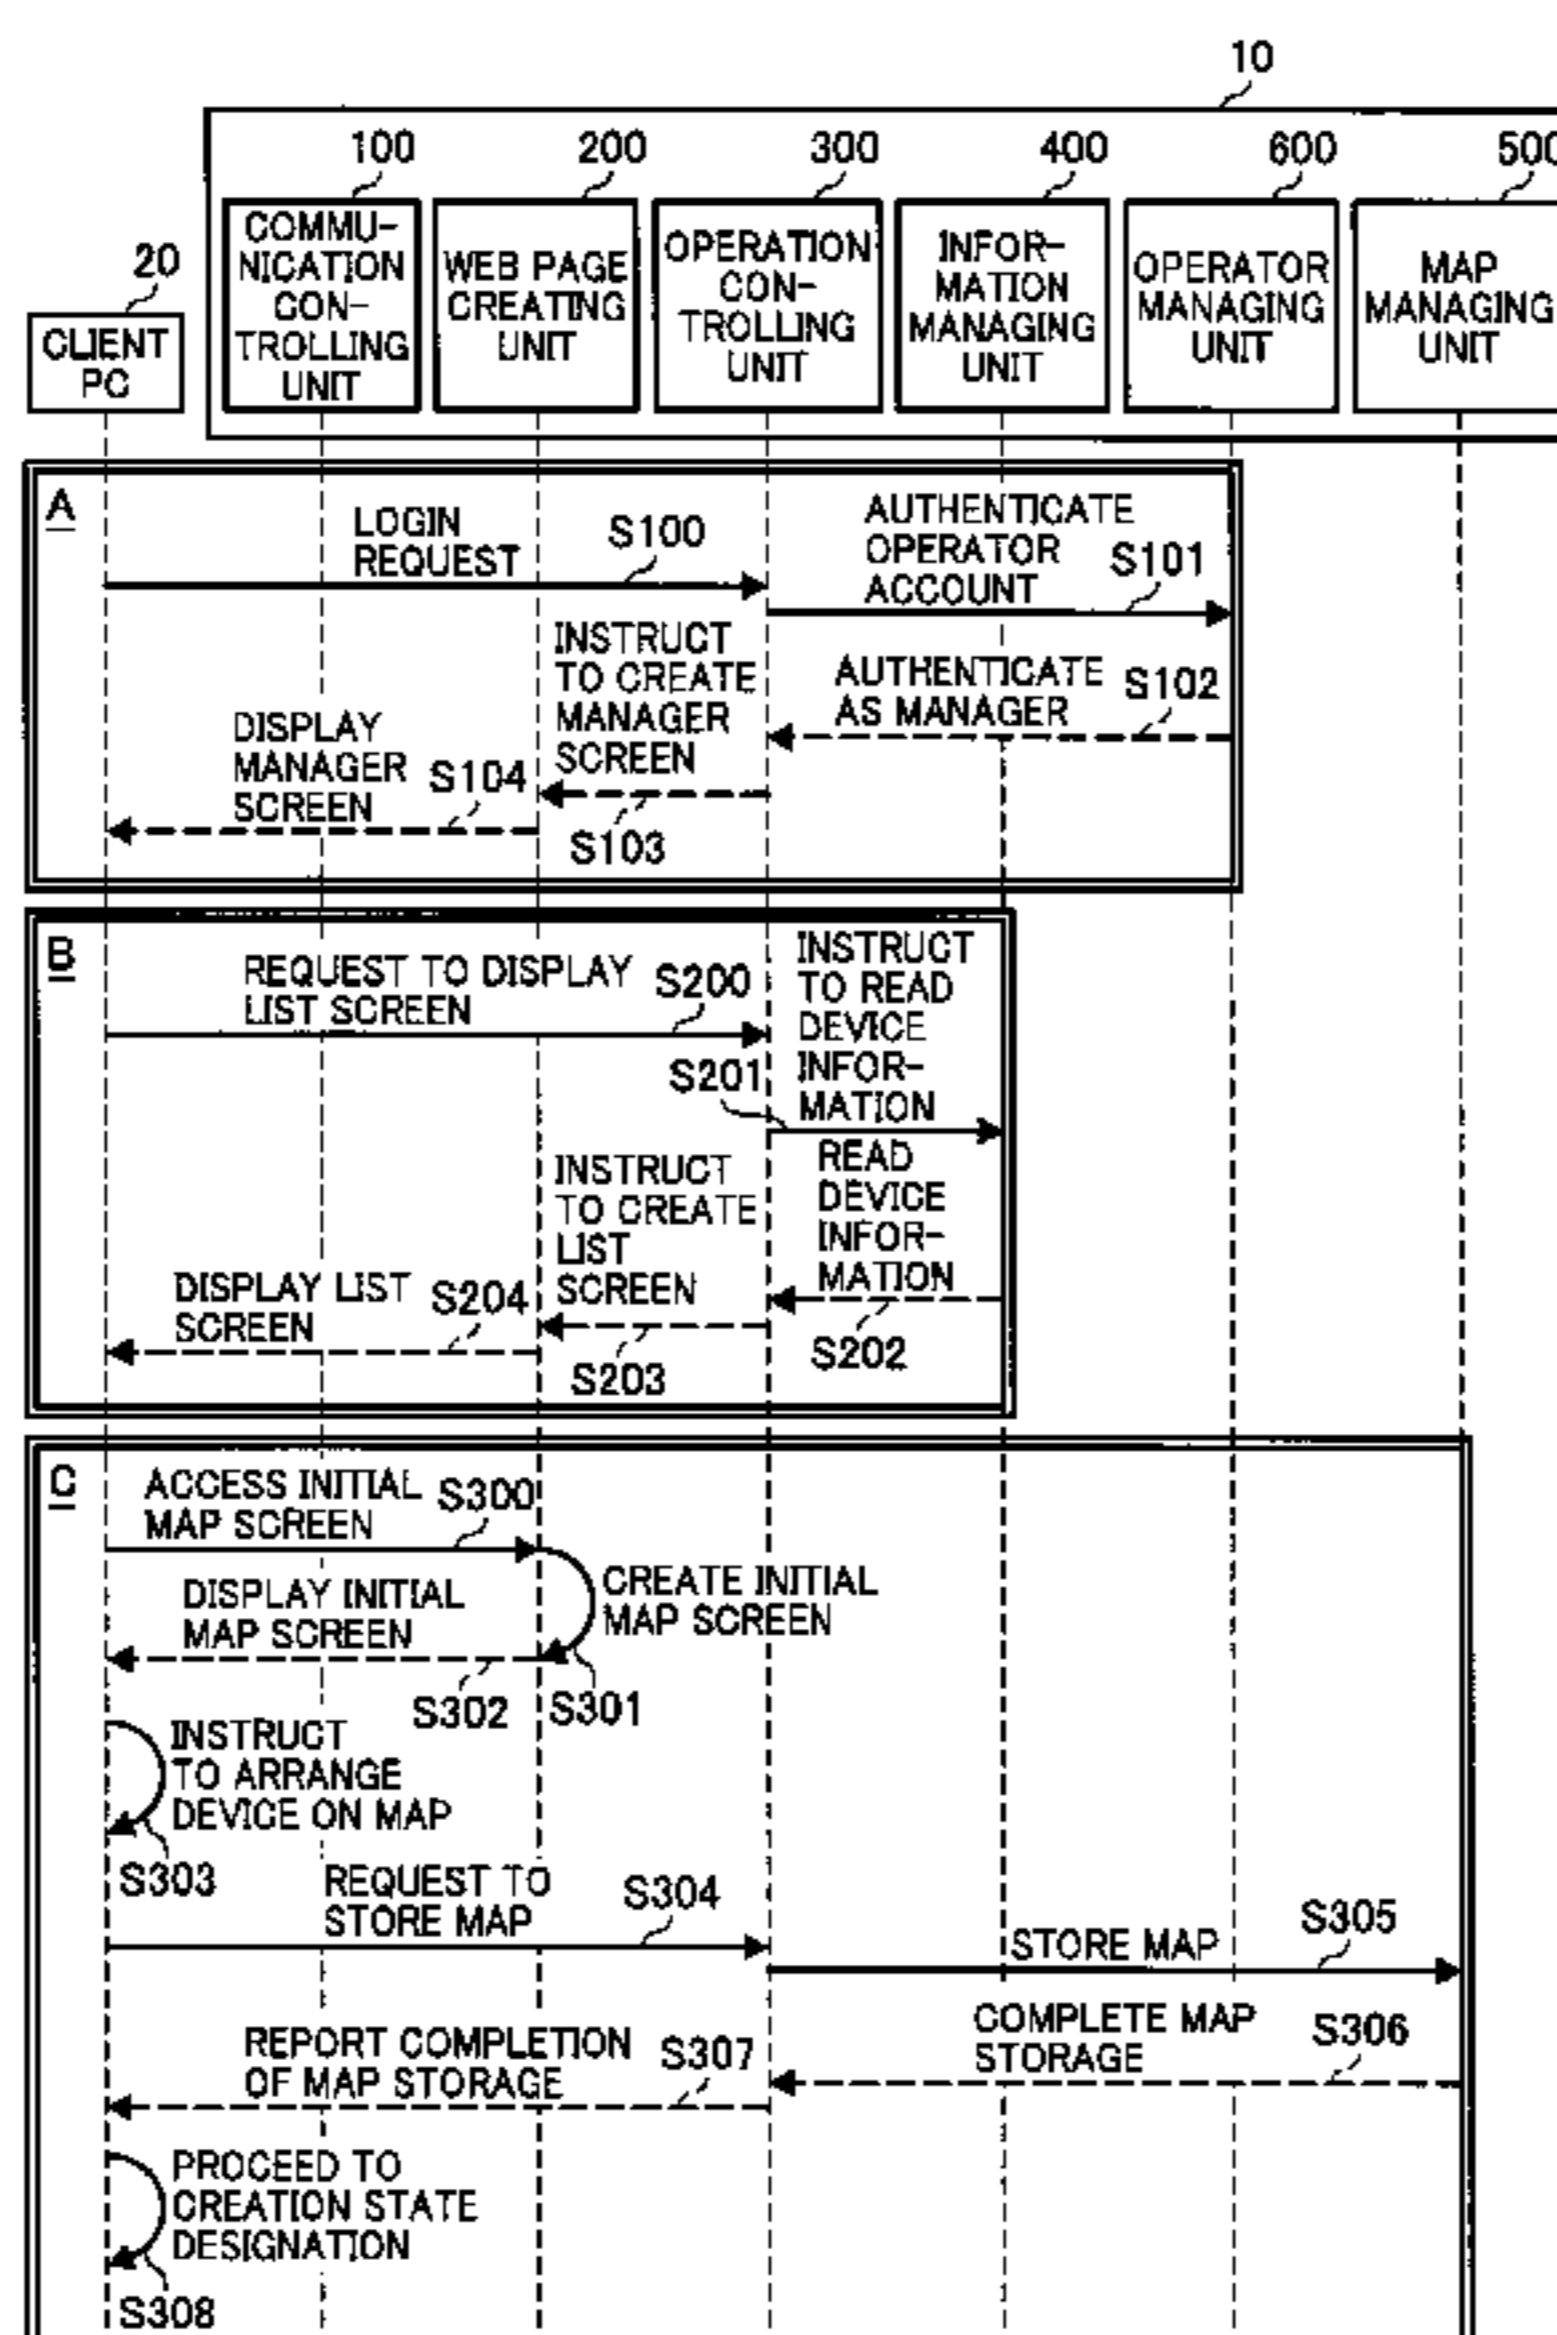 10
100
200
300
400
600
500
20
CLIENT
PC
COMMU-
NICATION
CON-
TROLLING
UNIT
WEB PAGE
CREATING
UNIT
OPERATION
CON-
TROLLING
UNIT
INFOR-
MATION
MANAGING
UNIT
OPERATOR
MANAGING
UNIT
MAP
MANAGING
UNIT
A
LOGIN
REQUEST
S100
AUTHENTICATE
OPERATOR
ACCOUNT
S101
AUTHENTICATE
AS MANAGER
S102
INSTRUCT
TO CREATE
MANAGER
SCREEN
S103
DISPLAY
MANAGER
SCREEN
S104
B
REQUEST TO DISPLAY
LIST SCREEN
S200
INSTRUCT
TO READ
DEVICE
INFOR-
MATION
S201
READ
DEVICE
INFOR-
MATION
S202
INSTRUCT
TO CREATE
LIST
SCREEN
S203
DISPLAY LIST
SCREEN
S204
C
ACCESS INITIAL
MAP SCREEN
S300
CREATE INITIAL
MAP SCREEN
S301
DISPLAY INITIAL
MAP SCREEN
S302
INSTRUCT
TO ARRANGE
DEVICE ON MAP
S303
REQUEST TO
STORE MAP
S304
STORE MAP
S305
COMPLETE MAP
STORAGE
S306
REPORT COMPLETION
OF MAP STORAGE
S307
PROCEED TO
CREATION STATE
DESIGNATION
S308